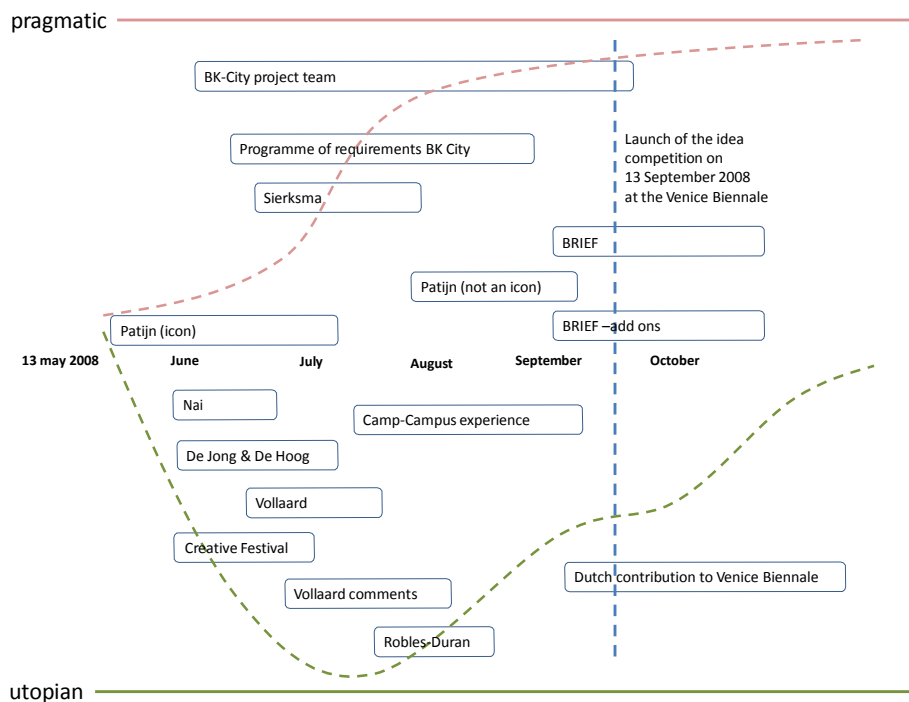 pragmatic
BK-City project team
Launch of the idea
competition on
13 September 2008
at the Venice Biennale
Programme of requirements BK City
Sierksma
BRIEF
Patijn (not an icon)
Patijn (icon)
BRIEF –add ons
13 may 2008 June July August September October
Nai
Camp-Campus experience
De Jong & De Hoog
Vollaard
Creative Festival
Dutch contribution to Venice Biennale
Vollaard comments
Robles-Duran
utopian